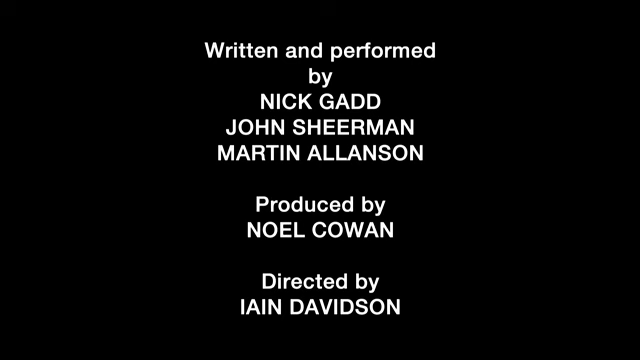 Written and performed
by
NICK GADD
JOHN SHEERMAN
MARTIN ALLANSON
Produced by
NOEL COWAN
Directed by
IAIN DAVIDSON